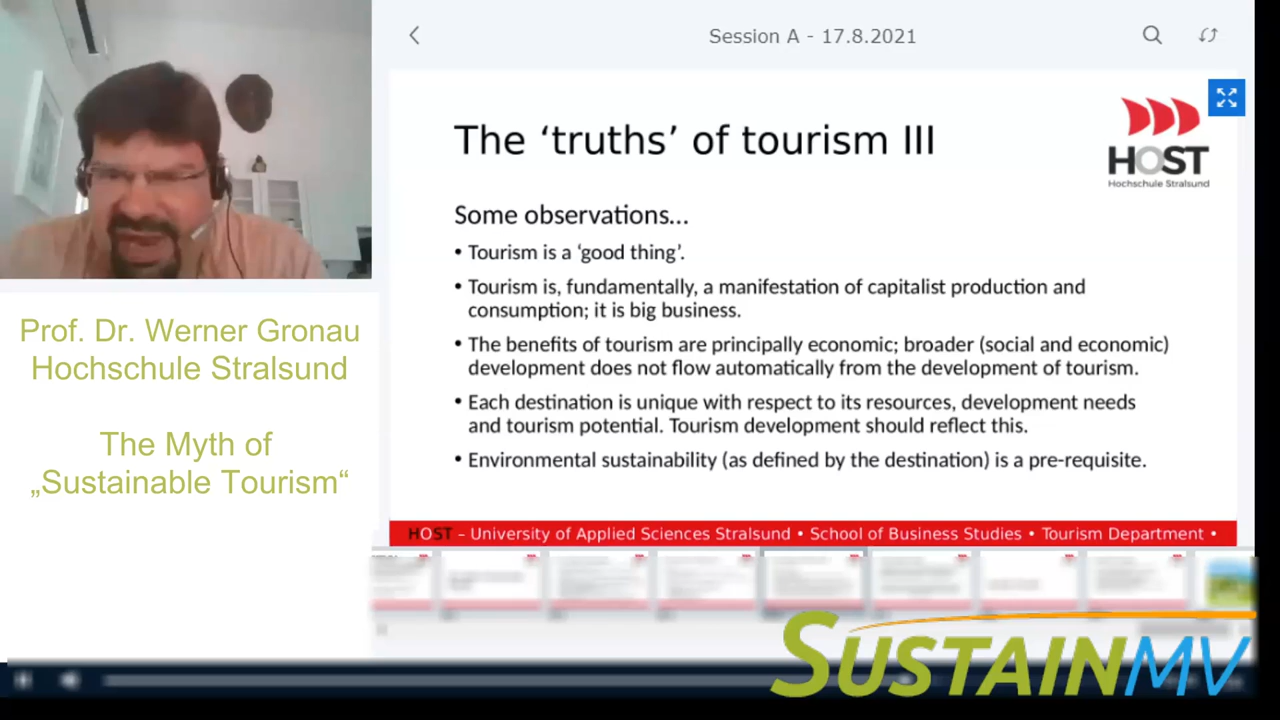 Session A - 17.8.2021
The ‘truths’ of tourism III
HOST
Hochschule Stralsund
Some observations...
• Tourism is a ‘good thing’.
• Tourism is, fundamentally, a manifestation of capitalist production and
consumption; it is big business.
• The benefits of tourism are principally economic; broader (social and economic)
development does not flow automatically from the development of tourism.
• Each destination is unique with respect to its resources, development needs
and tourism potential. Tourism development should reflect this.
• Environmental sustainability (as defined by the destination) is a pre-requisite.
HOST – University of Applied Sciences Stralsund • School of Business Studies • Tourism Department •
Prof. Dr. Werner Gronau
Hochschule Stralsund
The Myth of
„Sustainable Tourism“
SUSTAINMV